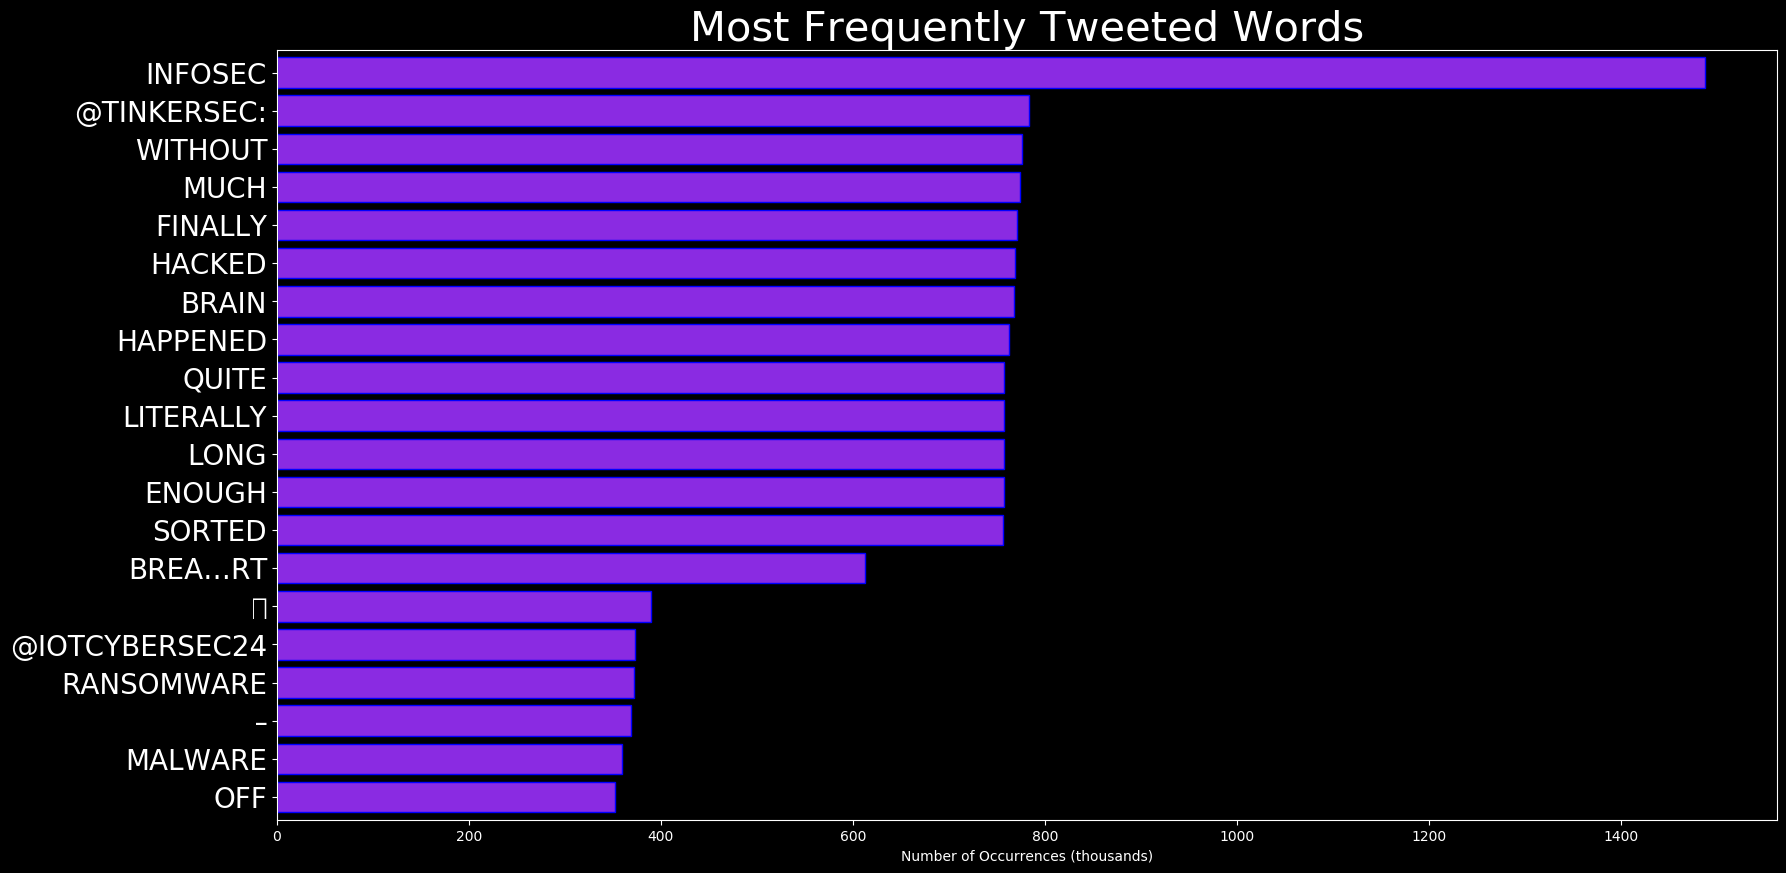 Most Frequently Tweeted Words
INFOSEC
@TINKERSEC:
WITHOUT
MUCH
FINALLY
HACKED
BRAIN
HAPPENED
QUITE
LITERALLY
LONG
ENOUGH
SORTED
BREA…RT
@IOTCYBERSEC24
RANSOMWARE
–
MALWARE
OFF
0 200 400 600 800 1000 1200 1400
Number of Occurrences (thousands)